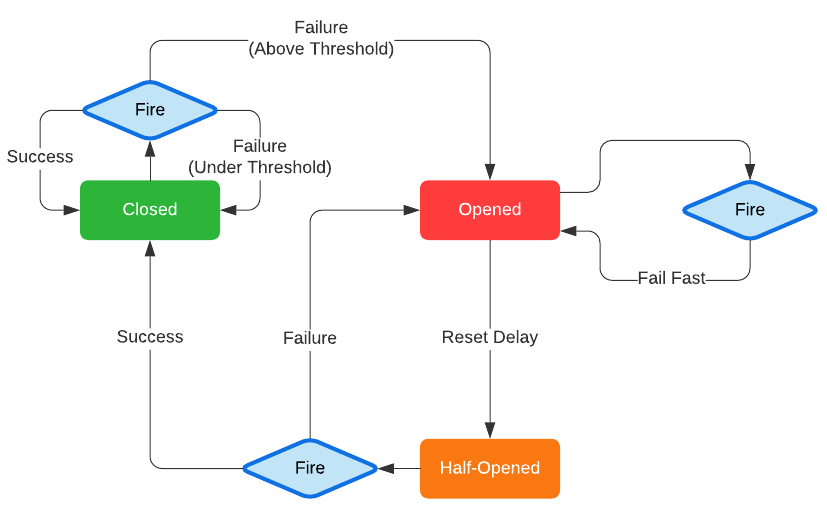 Failure
(Above Threshold)
Fire
Success
Failure
(Under Threshold)
Closed
Opened
Fire
Fail Fast
Success
Failure
Reset Delay
Fire
Half-Opened